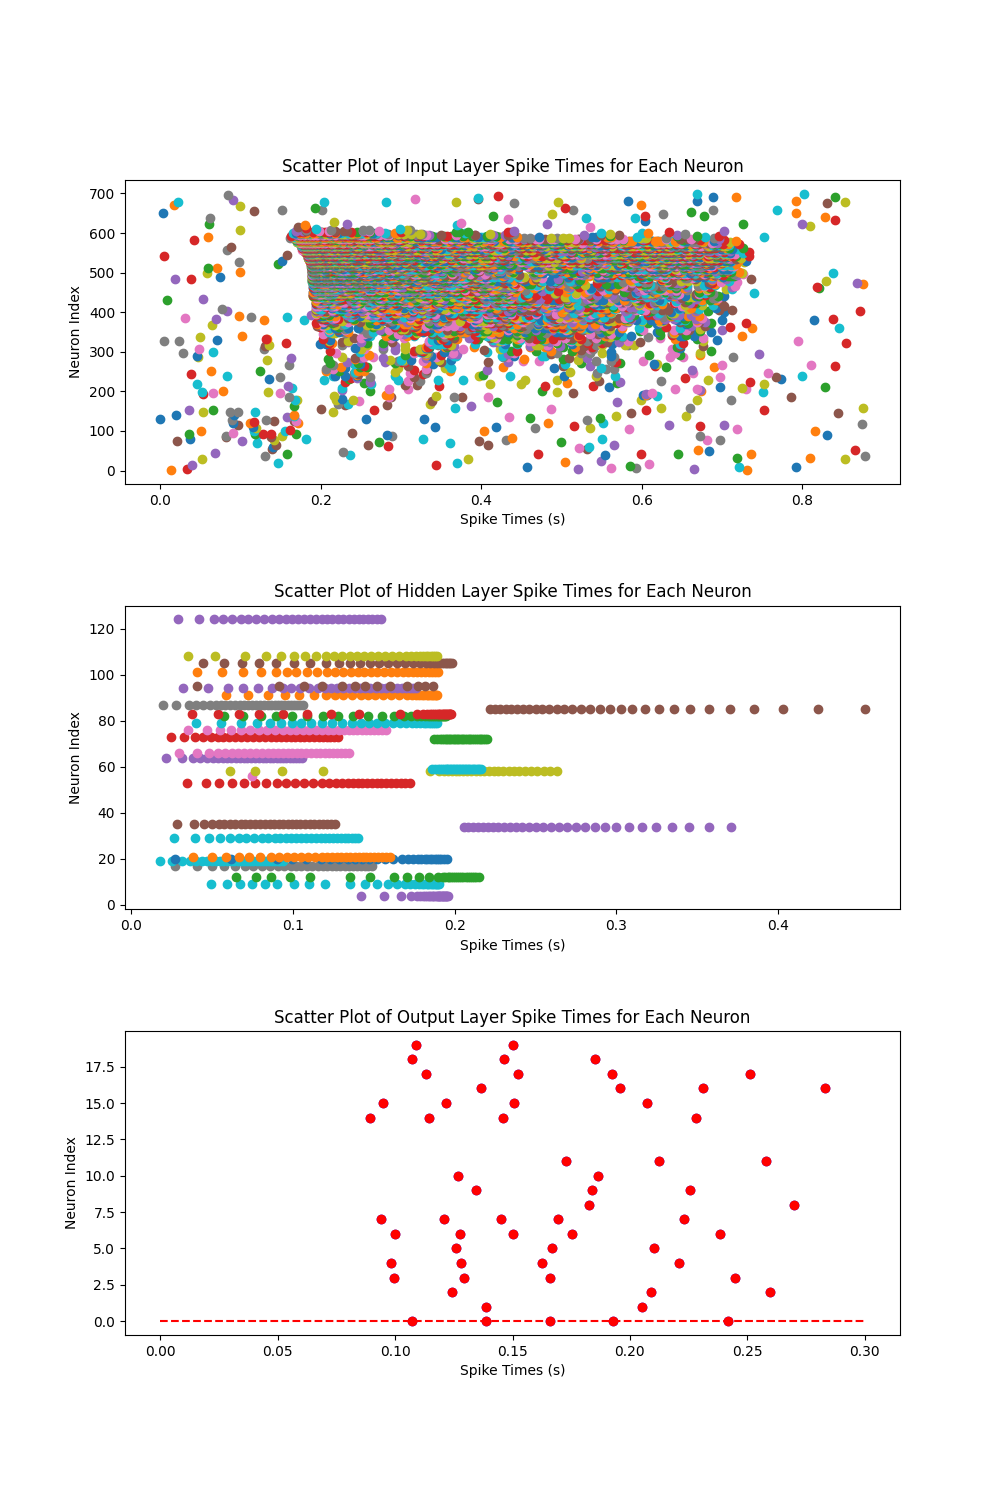 Scatter Plot of Input Layer Spike Times for Each Neuron
700
600
500
400
300
200
100
0
Neuron Index
0.0 0.2 0.4 0.6 0.8
Spike Times (s)
Scatter Plot of Hidden Layer Spike Times for Each Neuron
120
100
80
60
40
20
0
Neuron Index
0.0 0.1 0.2 0.3 0.4
Spike Times (s)
Scatter Plot of Output Layer Spike Times for Each Neuron
17.5
15.0
12.5
10.0
7.5
5.0
2.5
0.0
Neuron Index
0.00 0.05 0.10 0.15 0.20 0.25 0.30
Spike Times (s)